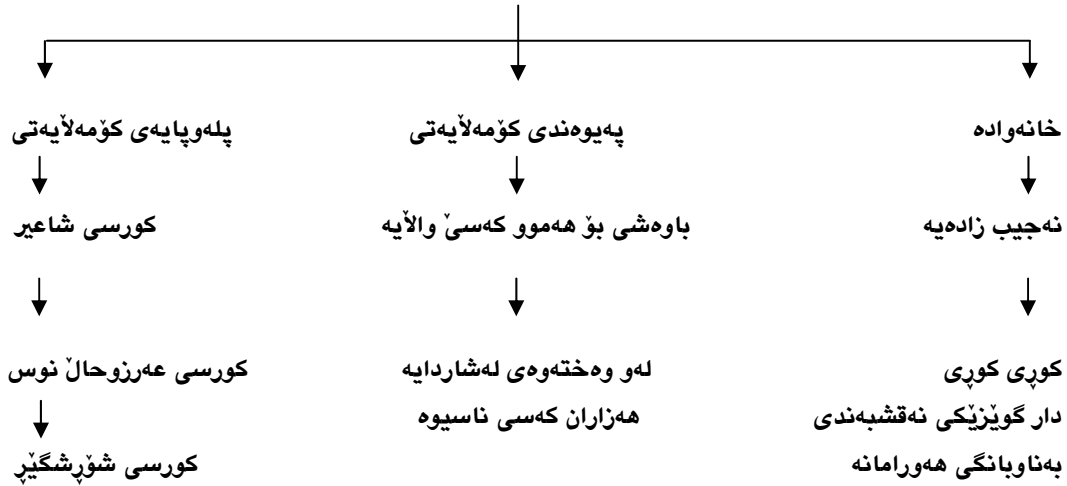 خانەوادە
پەیوەندی کۆمەڵایەتی
پلەوپایەی کۆمەڵایەتی
نەجیب زادەیە
باوەشی بۆ هەموو کەسێ واڵایە
کورسی شاعیر
کوڕی کوڕی
دار گوێزێکی نەقشبەندی
بەناوبانگی هەورامانە
لەو وەختەوەی لەشاردایە
هەزاران کەسی ناسیوە
کورسی عەرزوحاڵ نوس
کورسی شۆڕشگێڕ